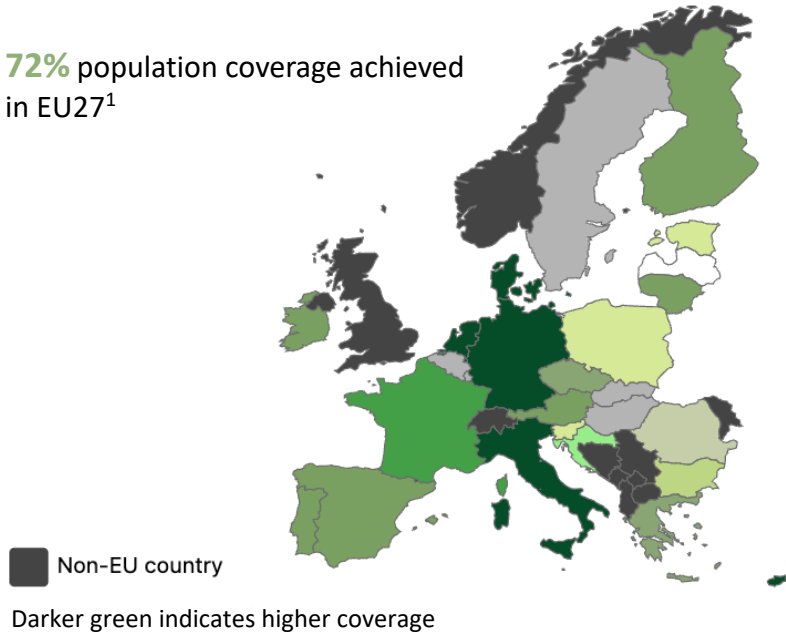 72% population coverage achieved
in EU27¹
Non-EU country
Darker green indicates higher coverage